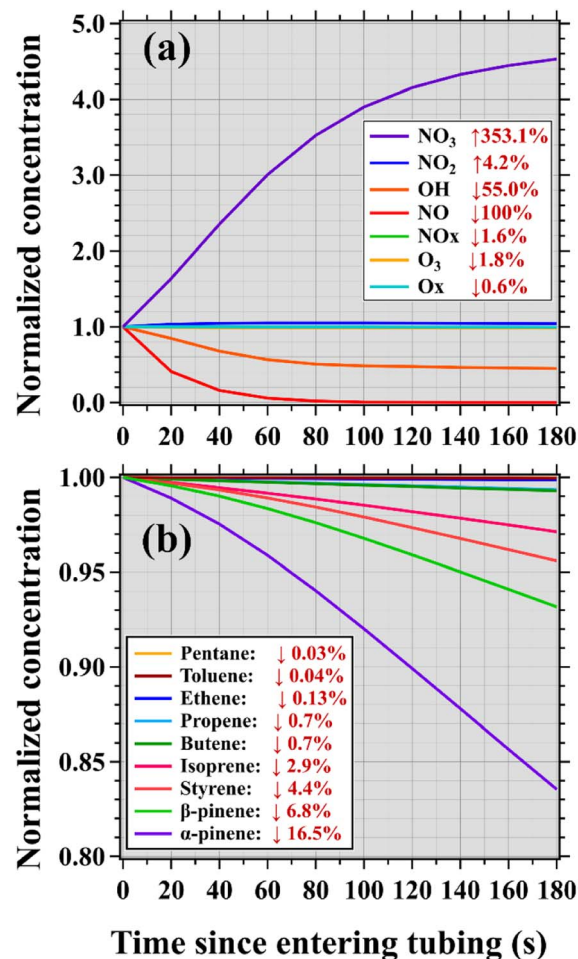 (a)
Normalized concentration
5.0
4.0
3.0
2.0
1.0
0.0
NO₃ ↑353.1%
NO₂ ↑4.2%
OH ↓55.0%
NO ↓100%
NOx ↓1.6%
O₃ ↓1.8%
Ox ↓0.6%
0 20 40 60 80 100 120 140 160 180
(b)
Normalized concentration
1.00
0.95
0.90
0.85
0.80
Pentane: ↓ 0.03%
Toluene: ↓ 0.04%
Ethene: ↓ 0.13%
Propene: ↓ 0.7%
Butene: ↓ 0.7%
Isoprene: ↓ 2.9%
Styrene: ↓ 4.4%
β-pinene: ↓ 6.8%
α-pinene: ↓ 16.5%
0 20 40 60 80 100 120 140 160 180
Time since entering tubing (s)